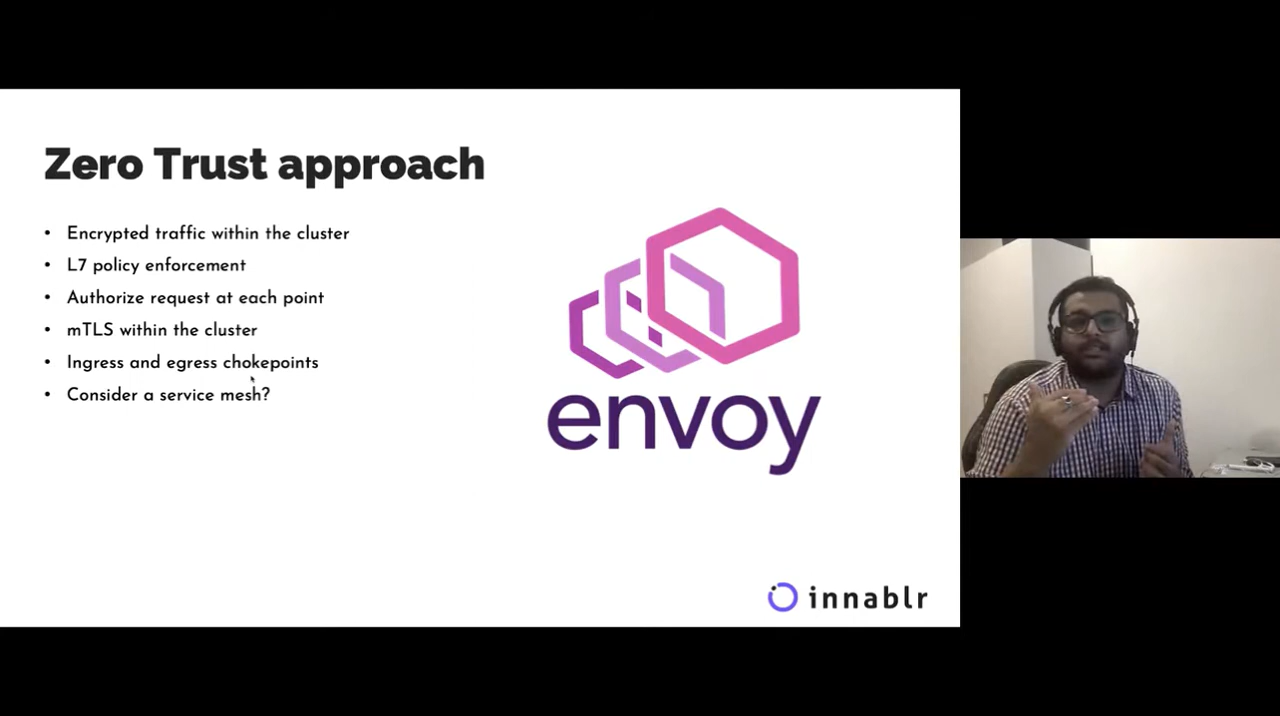 Zero Trust approach
• Encrypted traffic within the cluster
• L7 policy enforcement
• Authorize request at each point
• mTLS within the cluster
• Ingress and egress chokepoints
• Consider a service mesh?
envoy
innablr